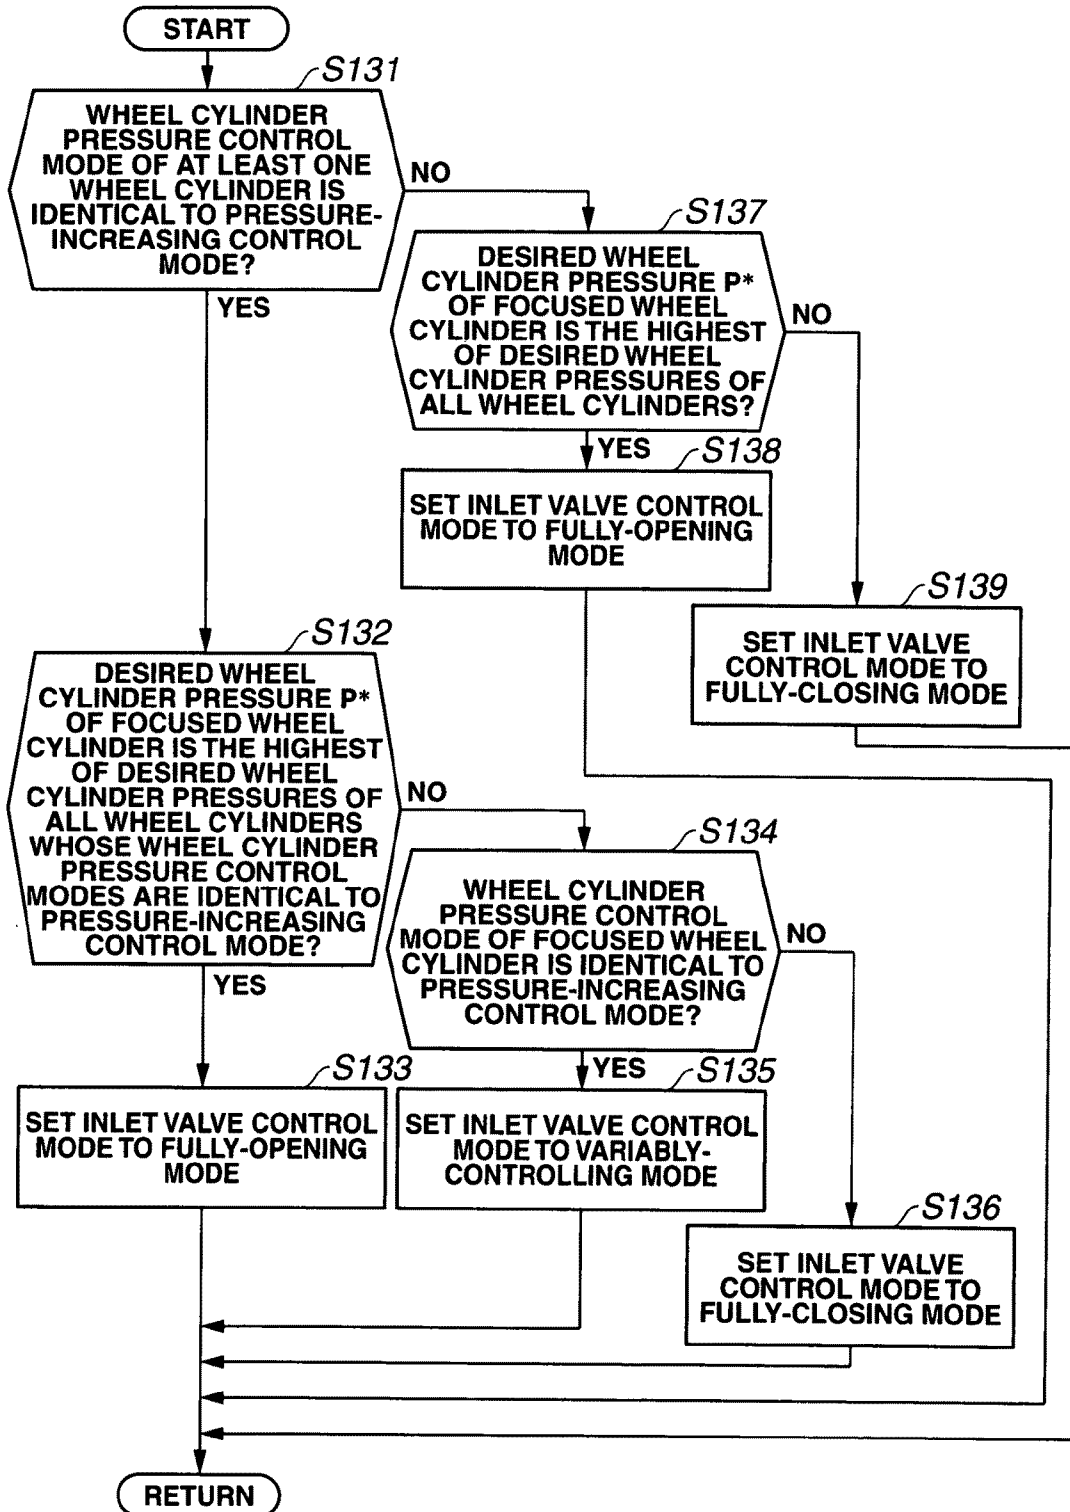 START
S131
WHEEL CYLINDER
PRESSURE CONTROL
MODE OF AT LEAST ONE
WHEEL CYLINDER IS
IDENTICAL TO PRESSURE-
INCREASING CONTROL
MODE?
NO
YES
S137
DESIRED WHEEL
CYLINDER PRESSURE P*
OF FOCUSED WHEEL
CYLINDER IS THE HIGHEST
OF DESIRED WHEEL
CYLINDER PRESSURES OF
ALL WHEEL CYLINDERS?
NO
YES
S138
SET INLET VALVE CONTROL
MODE TO FULLY-OPENING
MODE
S139
SET INLET VALVE
CONTROL MODE TO
FULLY-CLOSING MODE
S132
DESIRED WHEEL
CYLINDER PRESSURE P*
OF FOCUSED WHEEL
CYLINDER IS THE HIGHEST
OF DESIRED WHEEL
CYLINDER PRESSURES OF
ALL WHEEL CYLINDERS
WHOSE WHEEL CYLINDER
PRESSURE CONTROL
MODES ARE IDENTICAL TO
PRESSURE-INCREASING
CONTROL MODE?
NO
YES
S134
WHEEL CYLINDER
PRESSURE CONTROL
MODE OF FOCUSED WHEEL
CYLINDER IS IDENTICAL TO
PRESSURE-INCREASING
CONTROL MODE?
NO
YES
S133
SET INLET VALVE CONTROL
MODE TO FULLY-OPENING
MODE
S135
SET INLET VALVE CONTROL
MODE TO VARIABLY-
CONTROLLING MODE
S136
SET INLET VALVE
CONTROL MODE TO
FULLY-CLOSING MODE
RETURN